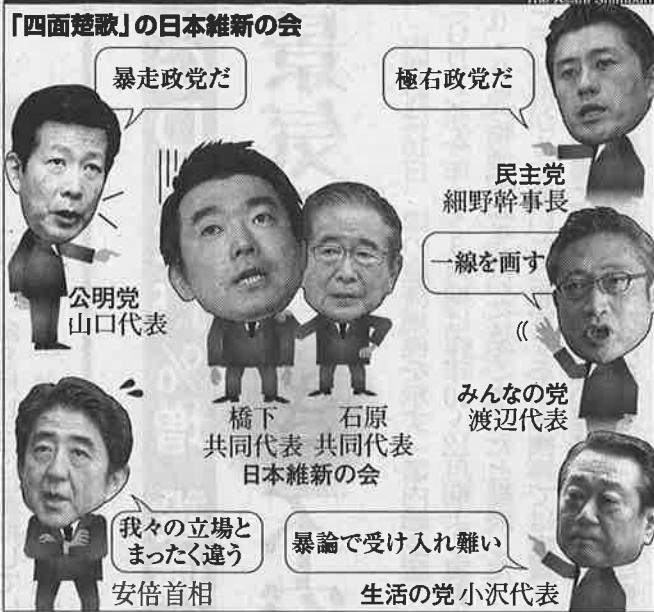 「四面楚歌」の日本維新の会
暴走政党だ
公明党
山口代表
極右政党だ
民主党
細野幹事長
一線を画す
みんなの党
渡辺代表
橋下
共同代表
石原
共同代表
日本維新の会
我々の立場と
まったく違う
安倍首相
暴論で受け入れ難い
生活の党 小沢代表